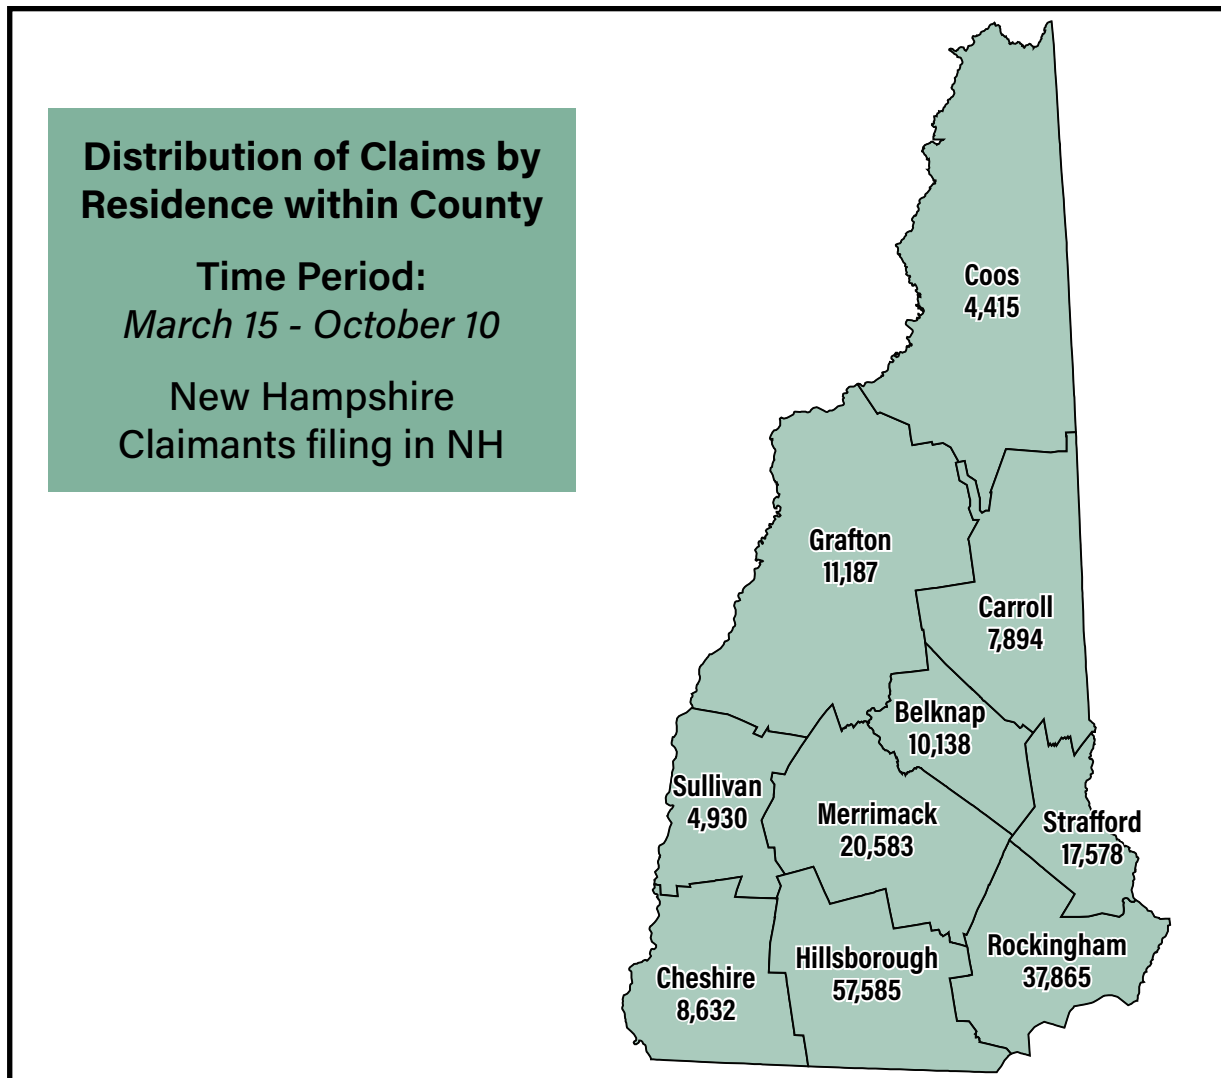 Distribution of Claims by
Residence within County
Time Period:
March 15 - October 10
New Hampshire
Claimants filing in NH
Coos
4,415
Grafton
11,187
Carroll
7,894
Belknap
10,138
Sullivan
4,930
Merrimack
20,583
Strafford
17,578
Rockingham
37,865
Hillsborough
57,585
Cheshire
8,632